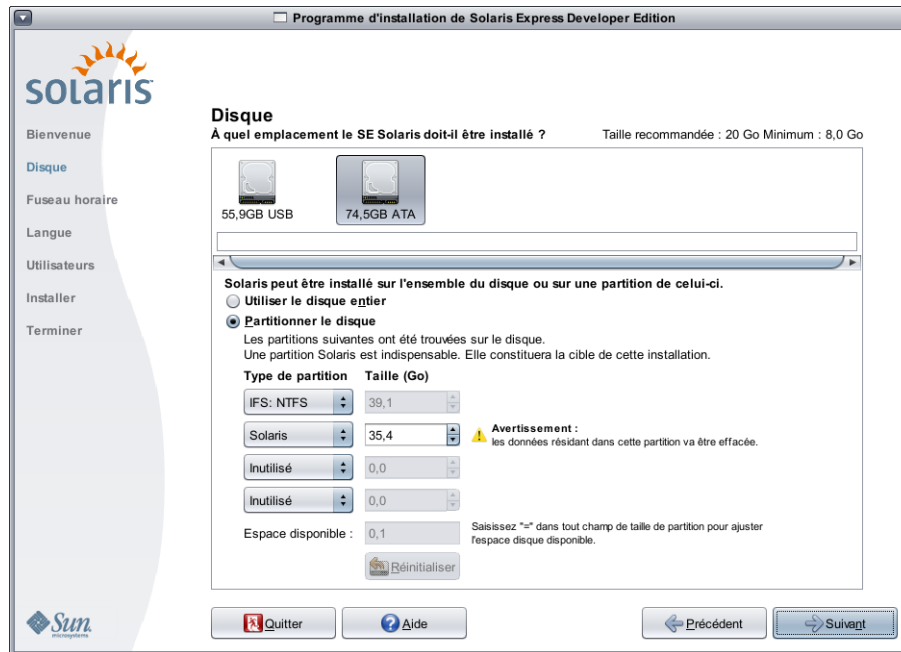 Programme d'installation de Solaris Express Developer Edition
solaris
Bienvenue
Disque
Fuseau horaire
Langue
Utilisateurs
Installer
Terminer
Disque
À quel emplacement le SE Solaris doit-il être installé ? Taille recommandée : 20 Go Minimum : 8,0 Go
55,9GB USB 74,5GB ATA
Solaris peut être installé sur l'ensemble du disque ou sur une partition de celui-ci.
Utiliser le disque entier
Partitionner le disque
Les partitions suivantes ont été trouvées sur le disque.
Une partition Solaris est indispensable. Elle constituera la cible de cette installation.
Type de partition Taille (Go)
IFS: NTFS 39,1
Solaris 35,4
Avertissement :
les données résidant dans cette partition va être effacée.
Inutilisé 0,0
Inutilisé 0,0
Espace disponible : 0,1
Saisissez "=" dans tout champ de taille de partition pour ajuster
l'espace disque disponible.
Réinitialiser
Sun
microsystems
Quitter Aide Précédent Suivant